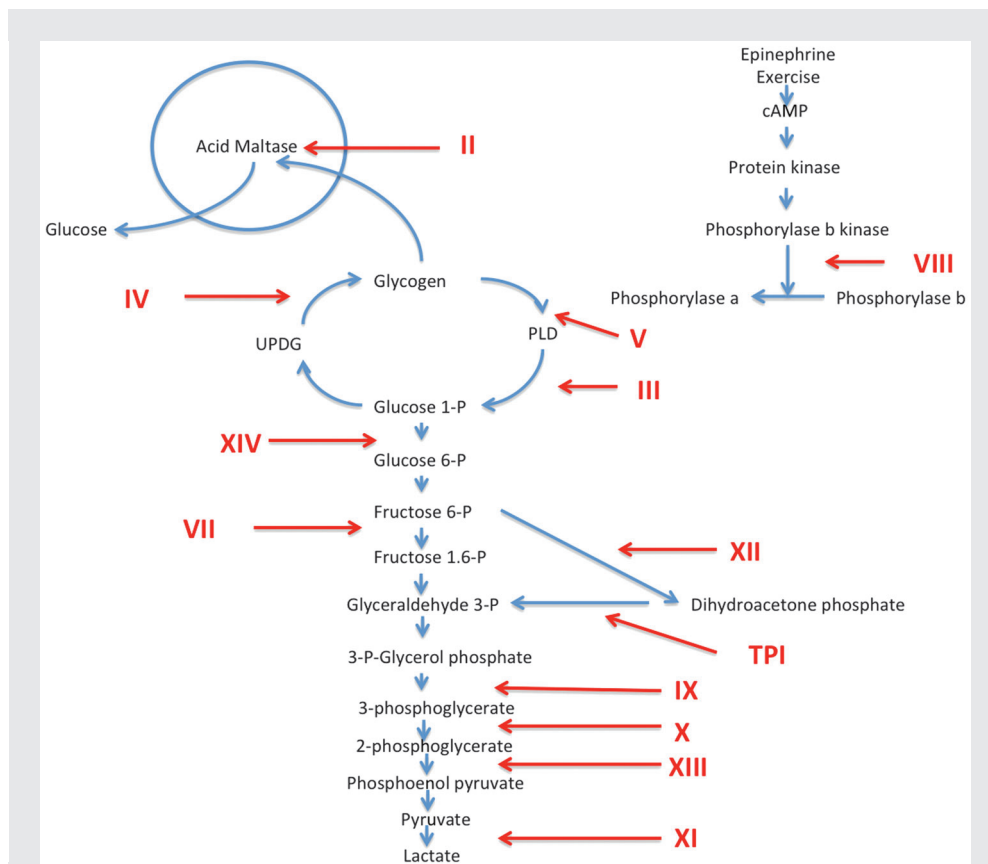 Epinephrine
Exercise
cAMP
Acid Maltase
II
Protein kinase
Glucose
Phosphorylase b kinase
VIII
Glycogen
IV
Phosphorylase a
Phosphorylase b
UPDG
PLD
V
III
Glucose 1-P
XIV
Glucose 6-P
Fructose 6-P
VII
XII
Fructose 1.6-P
Glyceraldehyde 3-P
Dihydroacetone phosphate
TPI
3-P-Glycerol phosphate
IX
3-phosphoglycerate
X
2-phosphoglycerate
XIII
Phosphoenol pyruvate
Pyruvate
XI
Lactate